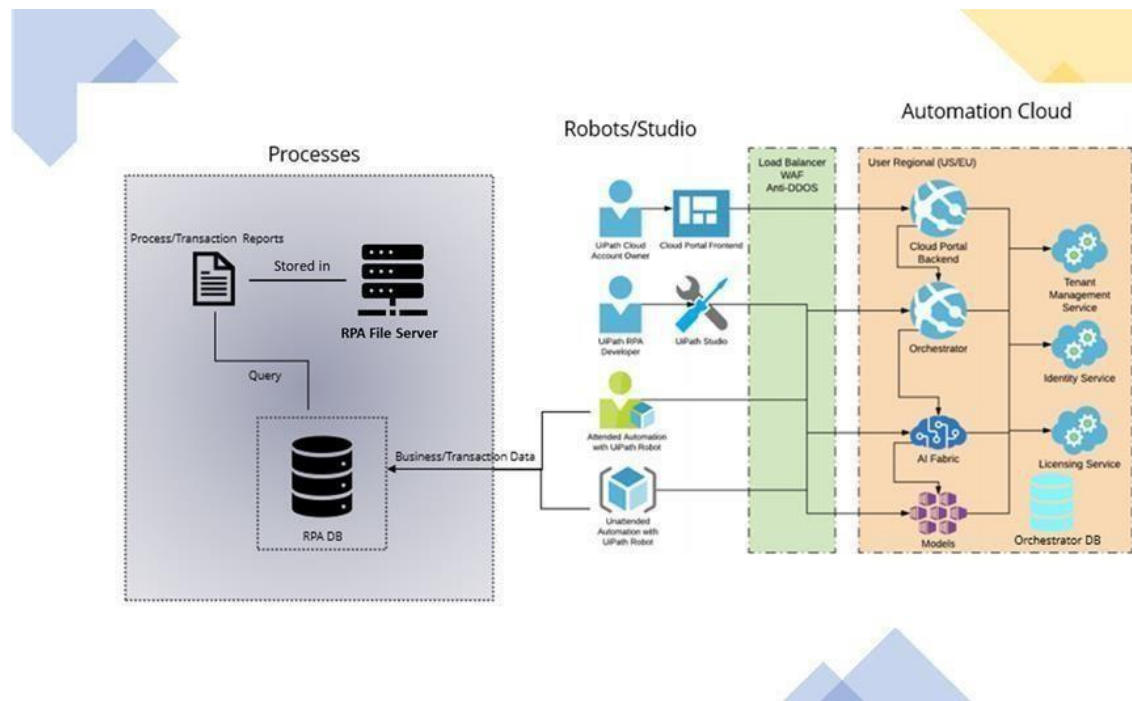 Processes
Process/Transaction Reports
Stored in
RPA File Server
Query
Business/Transaction Data
RPA DB
Robots/Studio
UiPath Cloud
Account Owner
Cloud Portal Frontend
UiPath RPA
Developer
UiPath Studio
Attended Automation
with UiPath Robot
Unattended
Automation with
UiPath Robot
Load Balancer
WAF
Anti-DDOS
Automation Cloud
User Regional (US/EU)
Cloud Portal
Backend
Orchestrator
AI Fabric
Models
Tenant
Management
Service
Identity Service
Licensing Service
Orchestrator DB